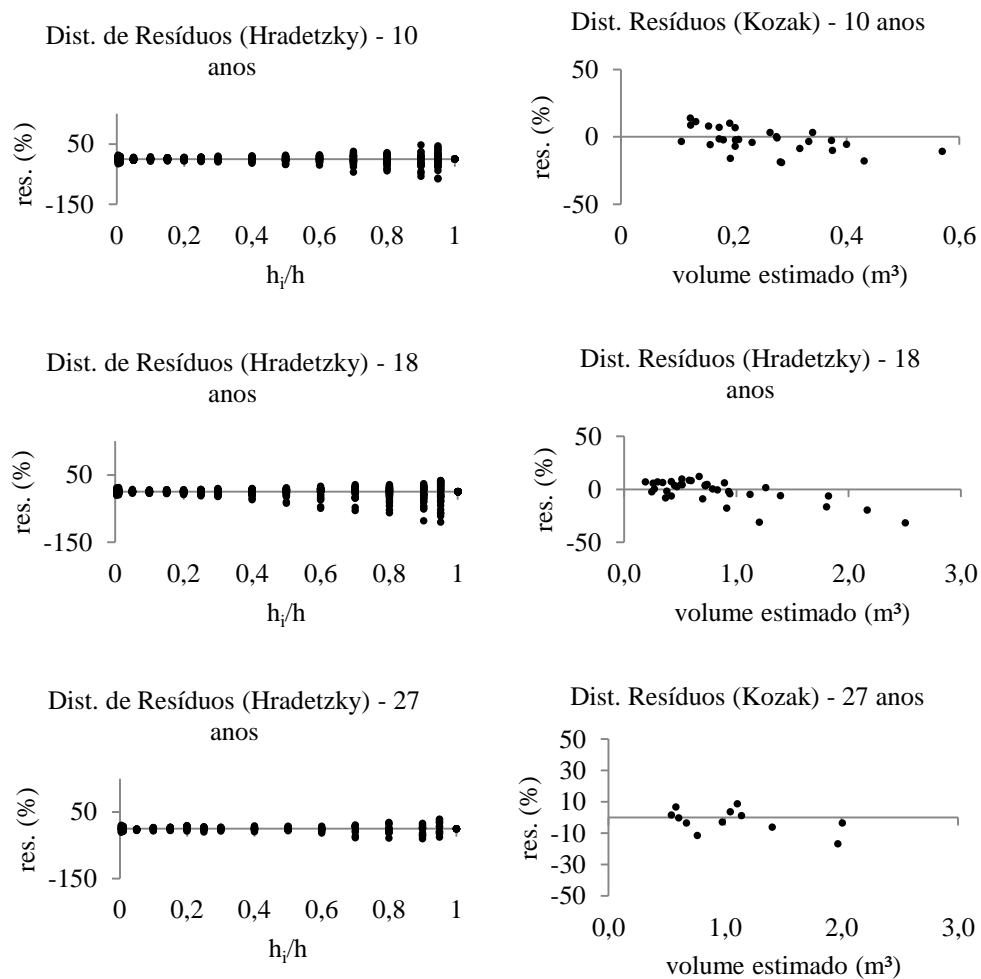 Dist. de Resíduos (Hradetzky) - 10
anos
50
-150
res. (%)
0 0,2 0,4 0,6 0,8 1
hi/h
Dist. Resíduos (Kozak) - 10 anos
50
0
-50
res. (%)
0 0,2 0,4 0,6
volume estimado (m³)
Dist. de Resíduos (Hradetzky) - 18
anos
50
-150
res. (%)
0 0,2 0,4 0,6 0,8 1
hi/h
Dist. Resíduos (Hradetzky) - 18
anos
50
0
-50
res. (%)
0,0 1,0 2,0 3,0
volume estimado (m³)
Dist. de Resíduos (Hradetzky) - 27
anos
50
-150
res. (%)
0 0,2 0,4 0,6 0,8 1
hi/h
Dist. Resíduos (Kozak) - 27 anos
50
30
10
-10
-30
-50
res. (%)
0,0 1,0 2,0 3,0
volume estimado (m³)